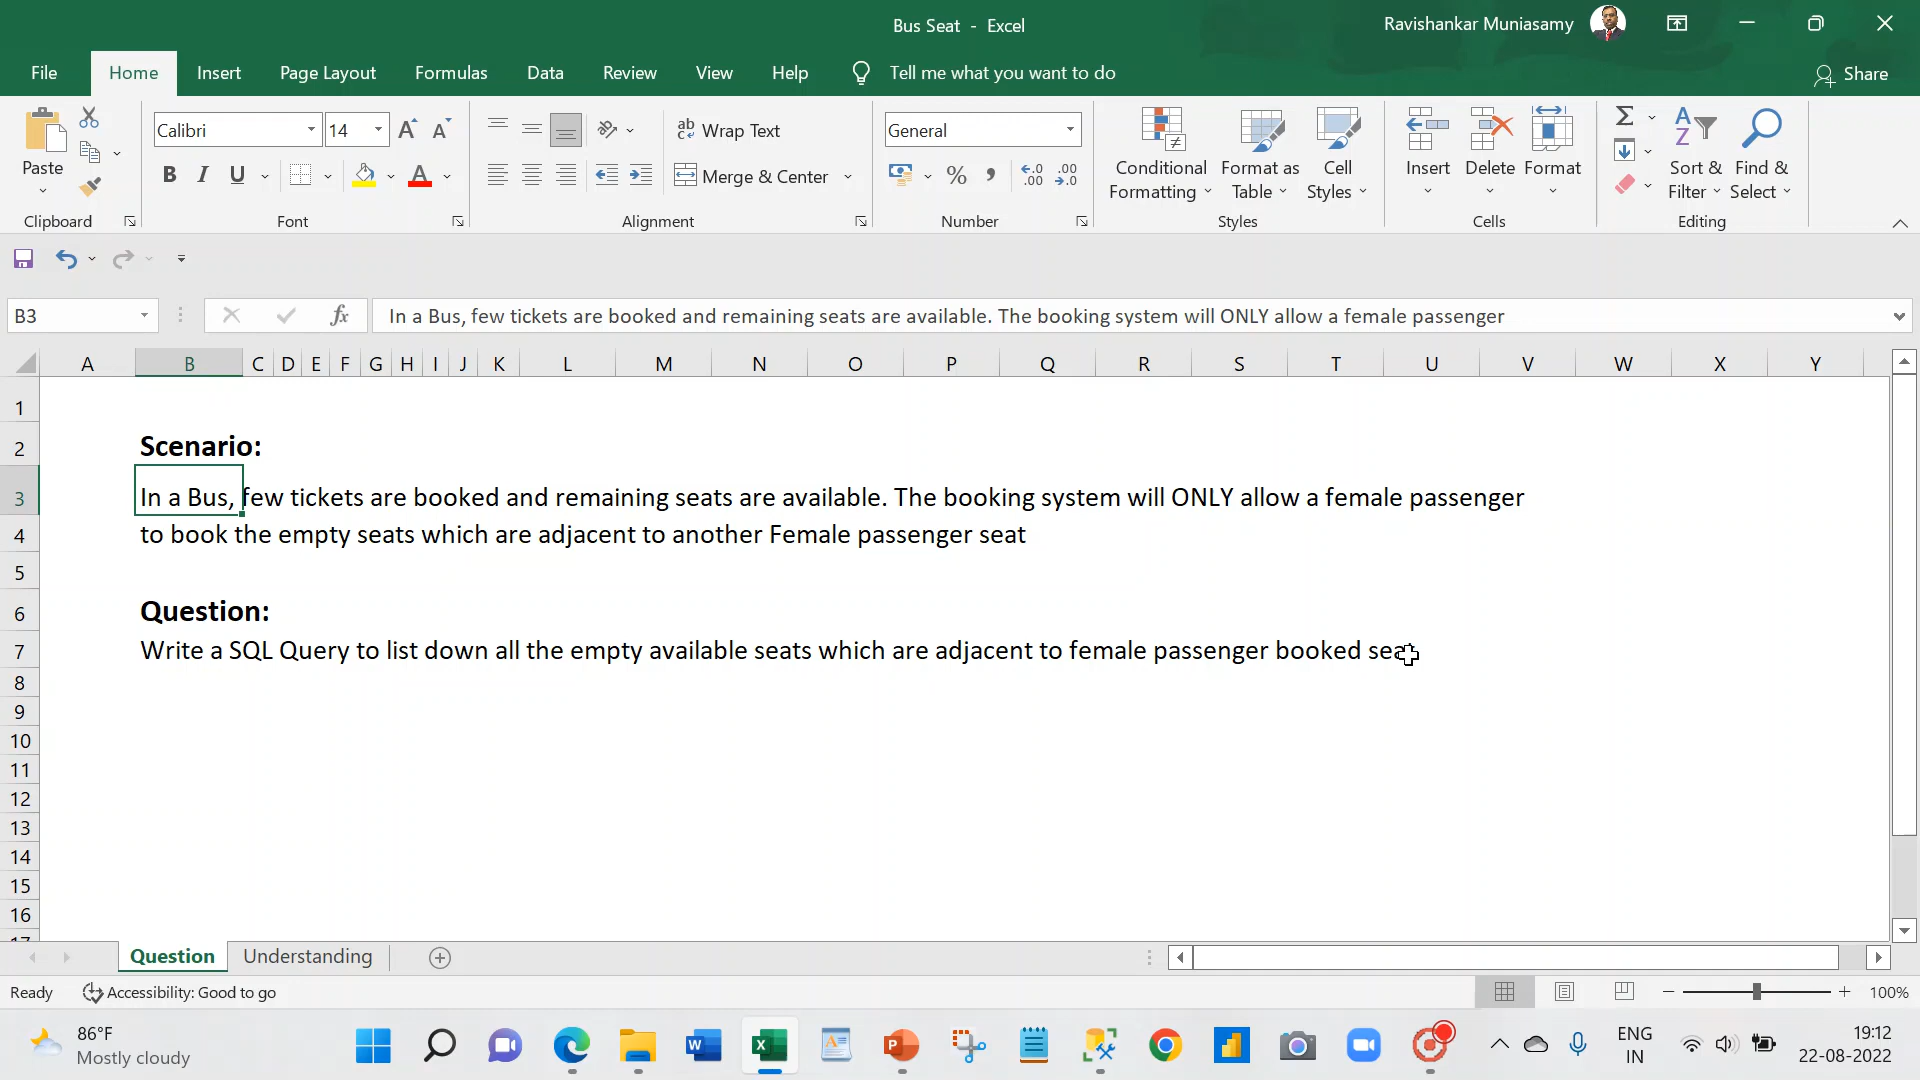 Bus Seat - Excel
Ravishankar Muniasamy
File
Home
Insert
Page Layout
Formulas
Data
Review
View
Help
Tell me what you want to do
Share
Paste
Clipboard
Calibri
14
B I U
Font
Wrap Text
Merge & Center
Alignment
General
%
Number
Conditional Formatting
Format as Table
Cell Styles
Styles
Insert
Delete
Format
Cells
Sort & Filter
Find & Select
Editing
B3
fx
In a Bus, few tickets are booked and remaining seats are available. The booking system will ONLY allow a female passenger
A B C D E F G H I J K L M N O P Q R S T U V W X Y
1
2 Scenario:
3 In a Bus, few tickets are booked and remaining seats are available. The booking system will ONLY allow a female passenger
4 to book the empty seats which are adjacent to another Female passenger seat
5
6 Question:
7 Write a SQL Query to list down all the empty available seats which are adjacent to female passenger booked seat
8
9
10
11
12
13
14
15
16
17
Question
Understanding
Ready
Accessibility: Good to go
100%
86°F
Mostly cloudy
ENG
IN
19:12
22-08-2022